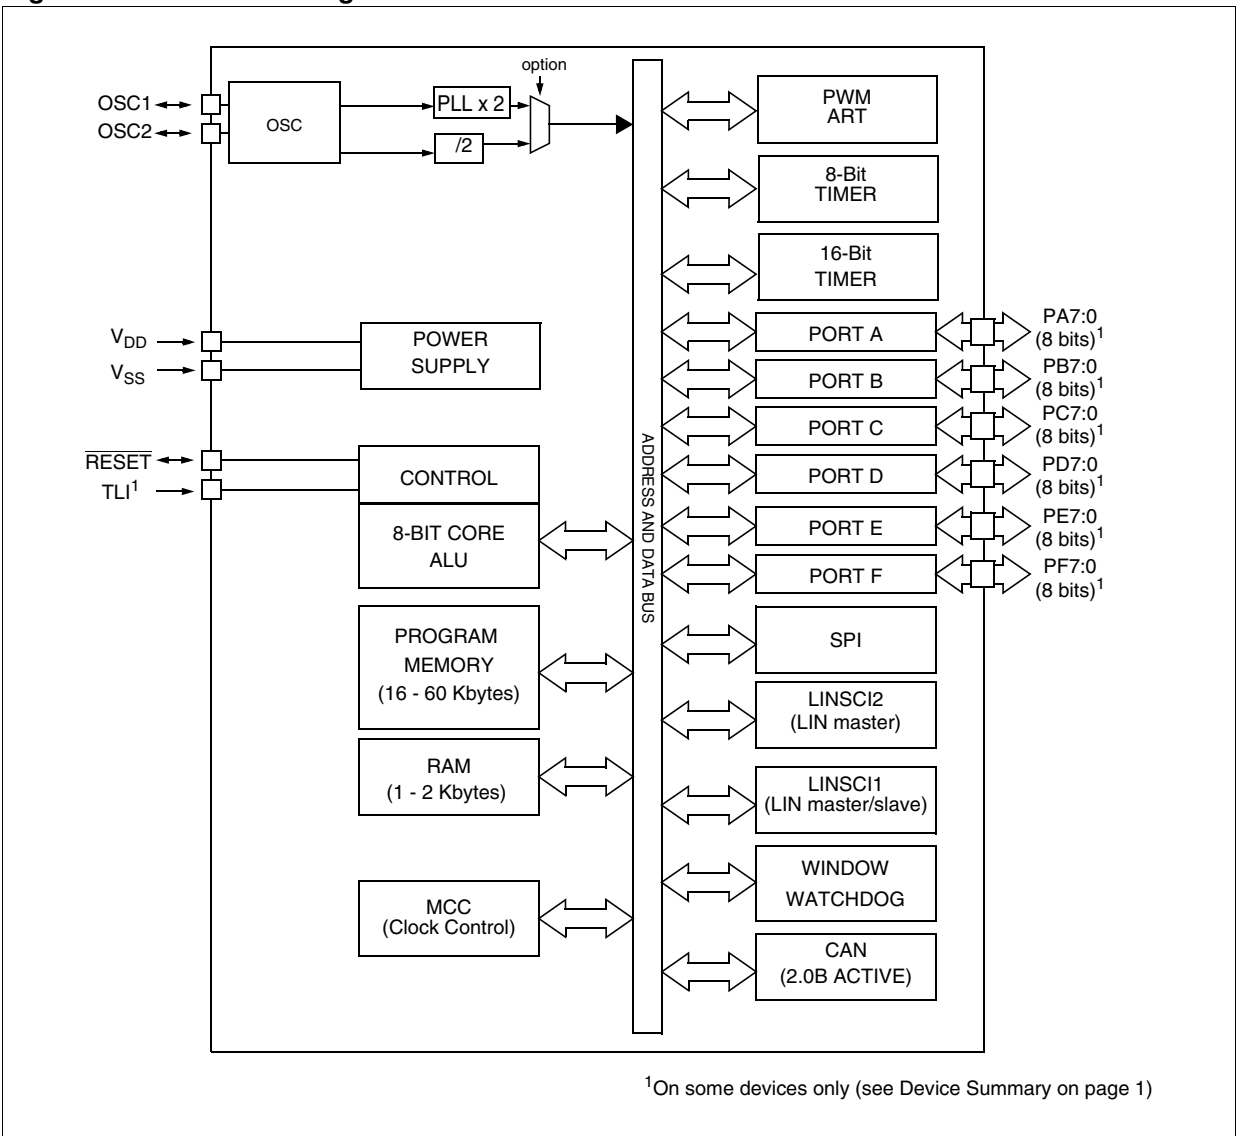 option
OSC1
OSC2
OSC
PLL x 2
/2
PWM
ART
8-Bit
TIMER
16-Bit
TIMER
VDD
VSS
POWER
SUPPLY
RESET
TLI1
CONTROL
8-BIT CORE
ALU
PROGRAM
MEMORY
(16 - 60 Kbytes)
RAM
(1 - 2 Kbytes)
MCC
(Clock Control)
ADDRESS AND DATA BUS
PORT A
PA7:0
(8 bits)1
PORT B
PB7:0
(8 bits)1
PORT C
PC7:0
(8 bits)1
PORT D
PD7:0
(8 bits)1
PORT E
PE7:0
(8 bits)1
PORT F
PF7:0
(8 bits)1
SPI
LINSCI2
(LIN master)
LINSCI1
(LIN master/slave)
WINDOW
WATCHDOG
CAN
(2.0B ACTIVE)
1On some devices only (see Device Summary on page 1)